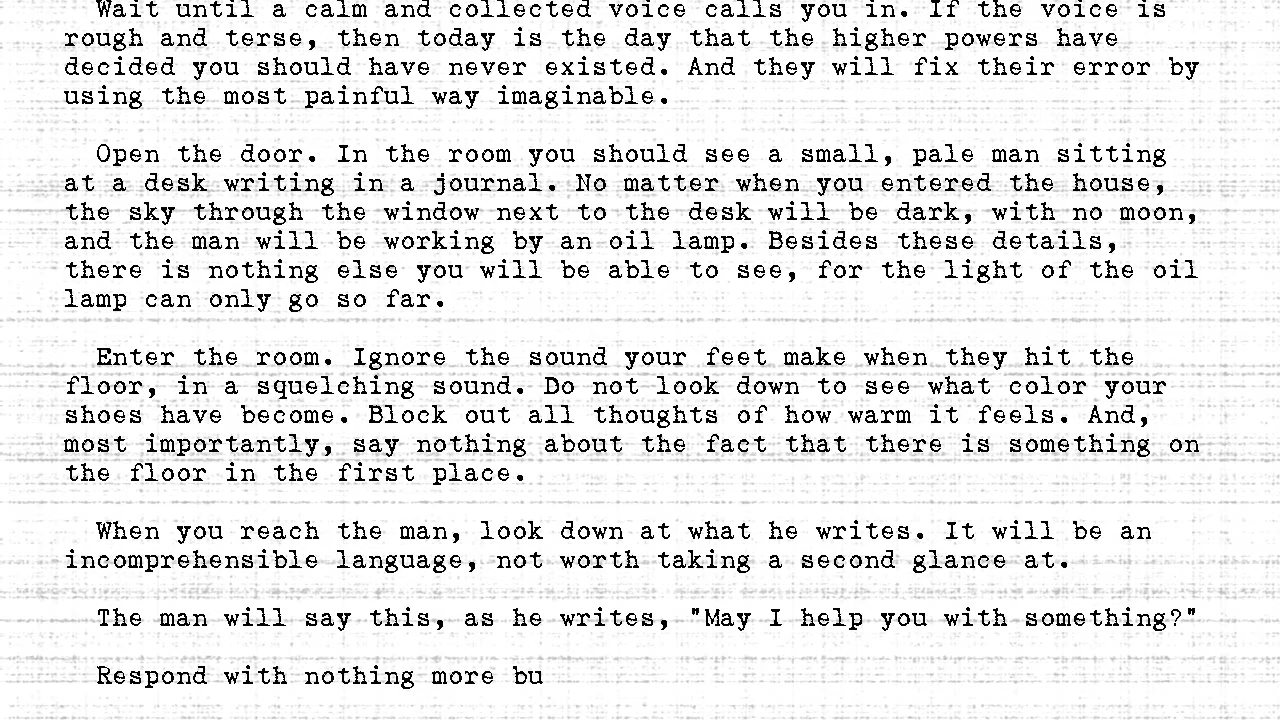 Wait until a calm and collected voice calls you in. If the voice is
rough and terse, then today is the day that the higher powers have
decided you should have never existed. And they will fix their error by
using the most painful way imaginable.
Open the door. In the room you should see a small, pale man sitting
at a desk writing in a journal. No matter when you entered the house,
the sky through the window next to the desk will be dark, with no moon,
and the man will be working by an oil lamp. Besides these details,
there is nothing else you will be able to see, for the light of the oil
lamp can only go so far.
Enter the room. Ignore the sound your feet make when they hit the
floor, in a squelching sound. Do not look down to see what color your
shoes have become. Block out all thoughts of how warm it feels. And,
most importantly, say nothing about the fact that there is something on
the floor in the first place.
When you reach the man, look down at what he writes. It will be an
incomprehensible language, not worth taking a second glance at.
The man will say this, as he writes, "May I help you with something?"
Respond with nothing more bu